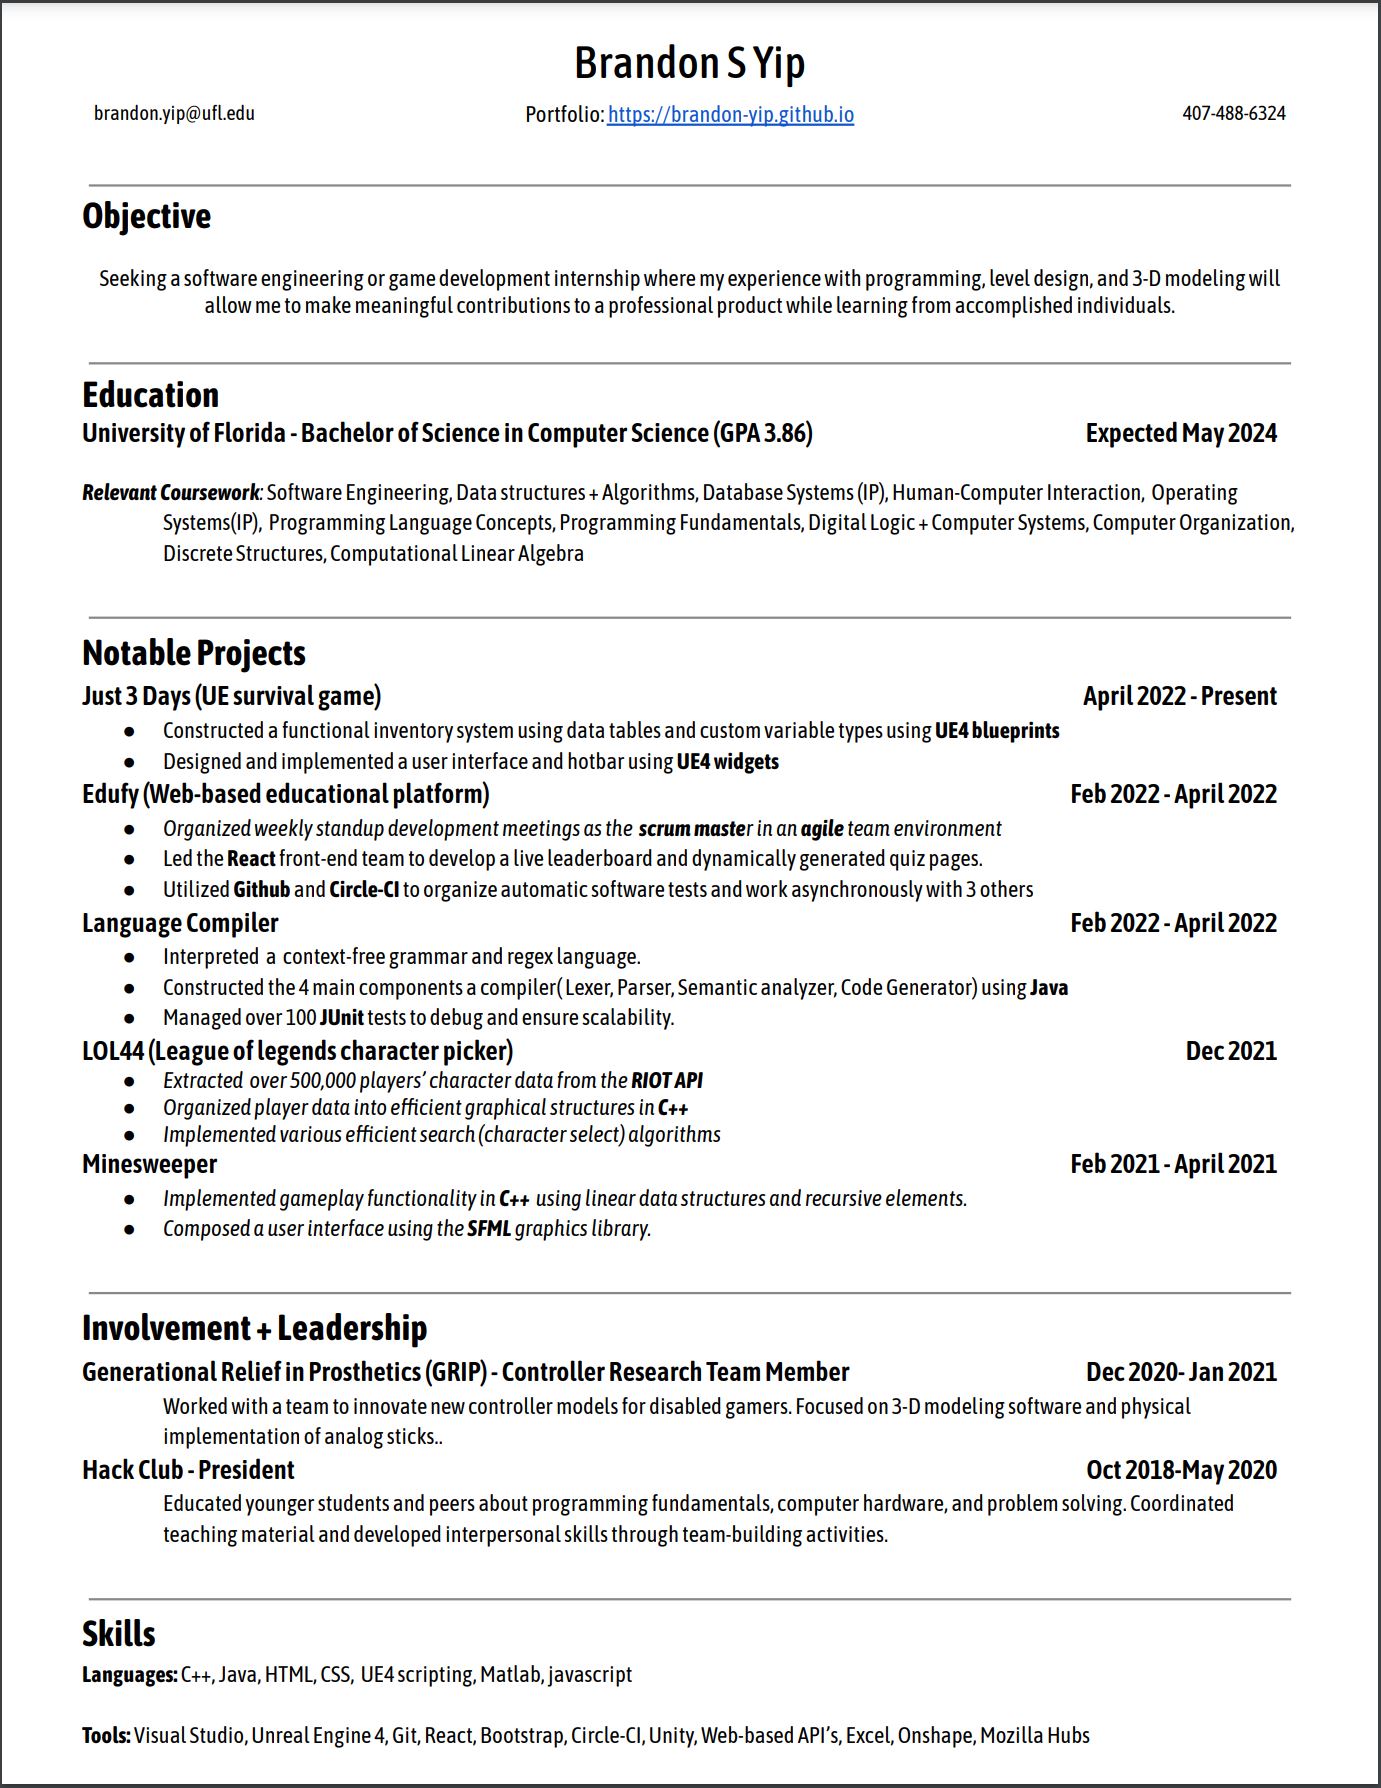 Brandon S Yip
brandon.yip@ufl.edu Portfolio: https://brandon-yip.github.io 407-488-6324
Objective
Seeking a software engineering or game development internship where my experience with programming, level design, and 3-D modeling will
allow me to make meaningful contributions to a professional product while learning from accomplished individuals.
Education
University of Florida - Bachelor of Science in Computer Science (GPA 3.86) Expected May 2024
Relevant Coursework: Software Engineering, Data structures + Algorithms, Database Systems (IP), Human-Computer Interaction, Operating
Systems(IP), Programming Language Concepts, Programming Fundamentals, Digital Logic + Computer Systems, Computer Organization,
Discrete Structures, Computational Linear Algebra
Notable Projects
Just 3 Days (UE survival game) April 2022 - Present
● Constructed a functional inventory system using data tables and custom variable types using UE4 blueprints
● Designed and implemented a user interface and hotbar using UE4 widgets
Edufy (Web-based educational platform) Feb 2022 - April 2022
● Organized weekly standup development meetings as the scrum master in an agile team environment
● Led the React front-end team to develop a live leaderboard and dynamically generated quiz pages.
● Utilized Github and Circle-CI to organize automatic software tests and work asynchronously with 3 others
Language Compiler Feb 2022 - April 2022
● Interpreted a context-free grammar and regex language.
● Constructed the 4 main components a compiler( Lexer, Parser, Semantic analyzer, Code Generator) using Java
● Managed over 100 JUnit tests to debug and ensure scalability.
LOL44 (League of legends character picker) Dec 2021
● Extracted over 500,000 players’ character data from the RIOT API
● Organized player data into efficient graphical structures in C++
● Implemented various efficient search (character select) algorithms
Minesweeper Feb 2021 - April 2021
● Implemented gameplay functionality in C++ using linear data structures and recursive elements.
● Composed a user interface using the SFML graphics library.
Involvement + Leadership
Generational Relief in Prosthetics (GRIP) - Controller Research Team Member Dec 2020- Jan 2021
Worked with a team to innovate new controller models for disabled gamers. Focused on 3-D modeling software and physical
implementation of analog sticks..
Hack Club - President Oct 2018-May 2020
Educated younger students and peers about programming fundamentals, computer hardware, and problem solving. Coordinated
teaching material and developed interpersonal skills through team-building activities.
Skills
Languages: C++, Java, HTML, CSS, UE4 scripting, Matlab, javascript
Tools: Visual Studio, Unreal Engine 4, Git, React, Bootstrap, Circle-CI, Unity, Web-based API’s, Excel, Onshape, Mozilla Hubs